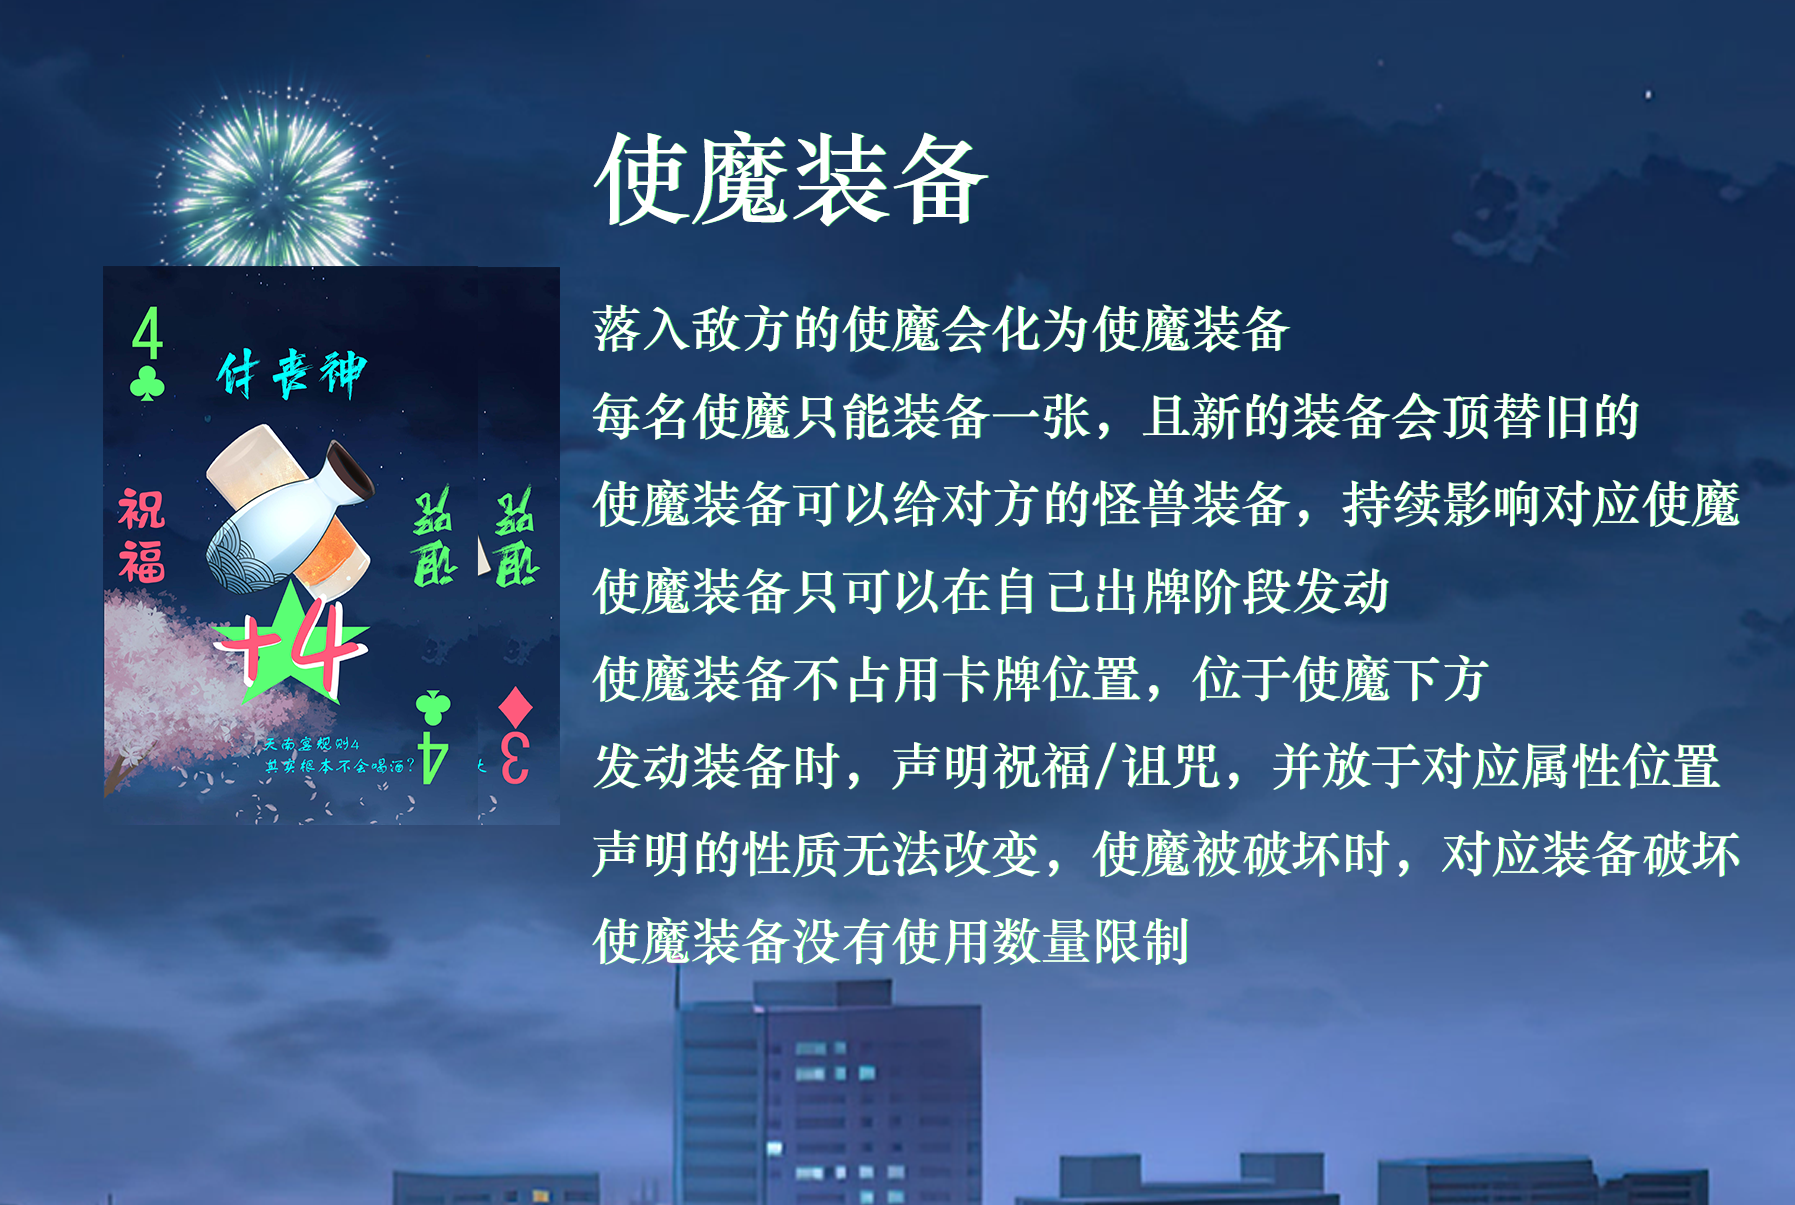 使魔装备
4
付丧神
祝福
诅咒
诅咒
+4
天南宴规则4
其实根本不会喝酒?
4
3
落入敌方的使魔会化为使魔装备
每名使魔只能装备一张，且新的装备会顶替旧的
使魔装备可以给对方的怪兽装备，持续影响对应使魔
使魔装备只可以在自己出牌阶段发动
使魔装备不占用卡牌位置，位于使魔下方
发动装备时，声明祝福/诅咒，并放于对应属性位置
声明的性质无法改变，使魔被破坏时，对应装备破坏
使魔装备没有使用数量限制